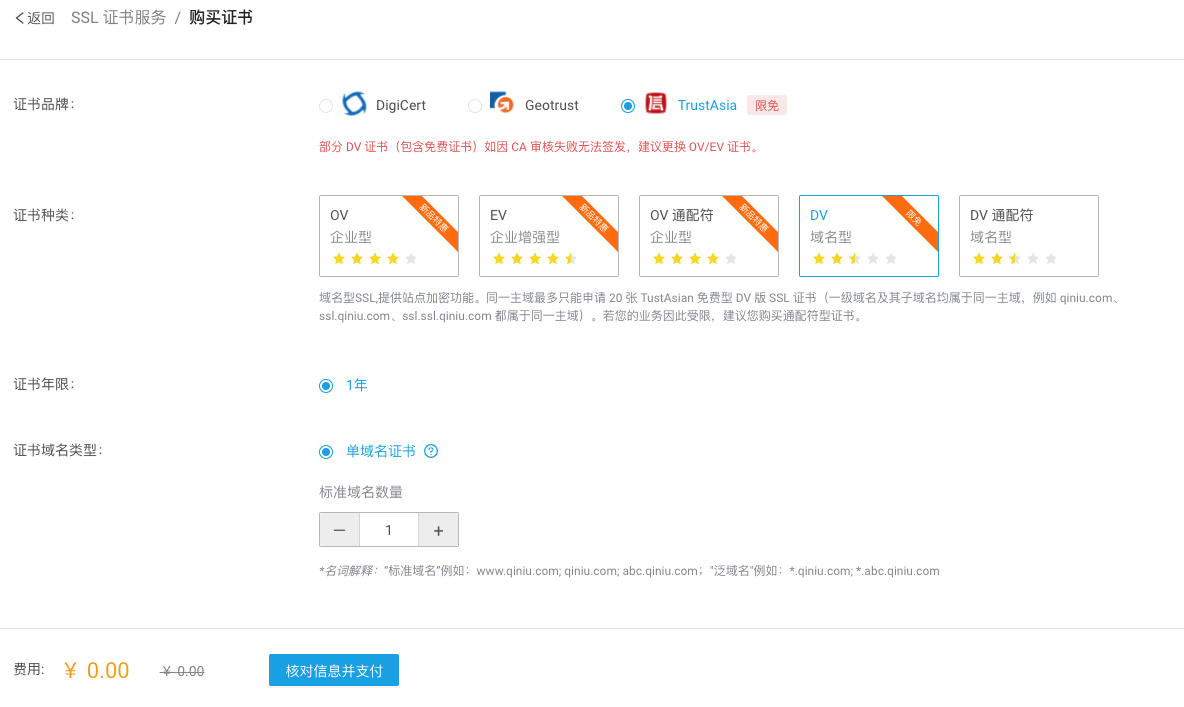 返回 SSL 证书服务 / 购买证书
证书品牌：
DigiCert
Geotrust
TrustAsia
限免
部分 DV 证书（包含免费证书）如因 CA 审核失败无法签发，建议更换 OV/EV 证书。
证书种类：
OV
企业型
新品特惠
EV
企业增强型
新品特惠
OV 通配符
企业型
新品特惠
DV
域名型
限免
DV 通配符
域名型
域名型SSL,提供站点加密功能。同一主域最多只能申请 20 张 TustAsian 免费型 DV 版 SSL 证书（一级域名及其子域名均属于同一主域，例如 qiniu.com、
ssl.qiniu.com、ssl.ssl.qiniu.com 都属于同一主域）。若您的业务因此受限，建议您购买通配符型证书。
证书年限：
1年
证书域名类型：
单域名证书 ?
标准域名数量
— 1 +
*名词解释："标准域名"例如：www.qiniu.com; qiniu.com; abc.qiniu.com；"泛域名"例如：*.qiniu.com; *.abc.qiniu.com
费用: ¥ 0.00 ¥ 0.00 核对信息并支付